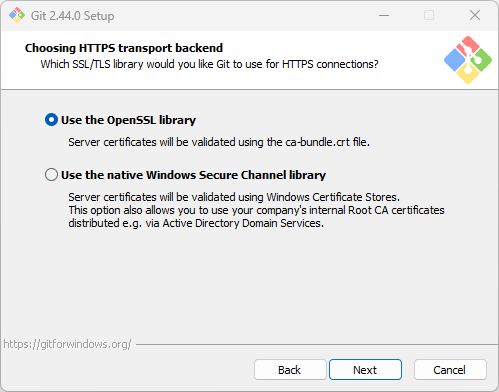 Git 2.44.0 Setup
Choosing HTTPS transport backend
Which SSL/TLS library would you like Git to use for HTTPS connections?
Use the OpenSSL library
Server certificates will be validated using the ca-bundle.crt file.
Use the native Windows Secure Channel library
Server certificates will be validated using Windows Certificate Stores.
This option also allows you to use your company's internal Root CA certificates
distributed e.g. via Active Directory Domain Services.
https://gitforwindows.org/
Back Next Cancel